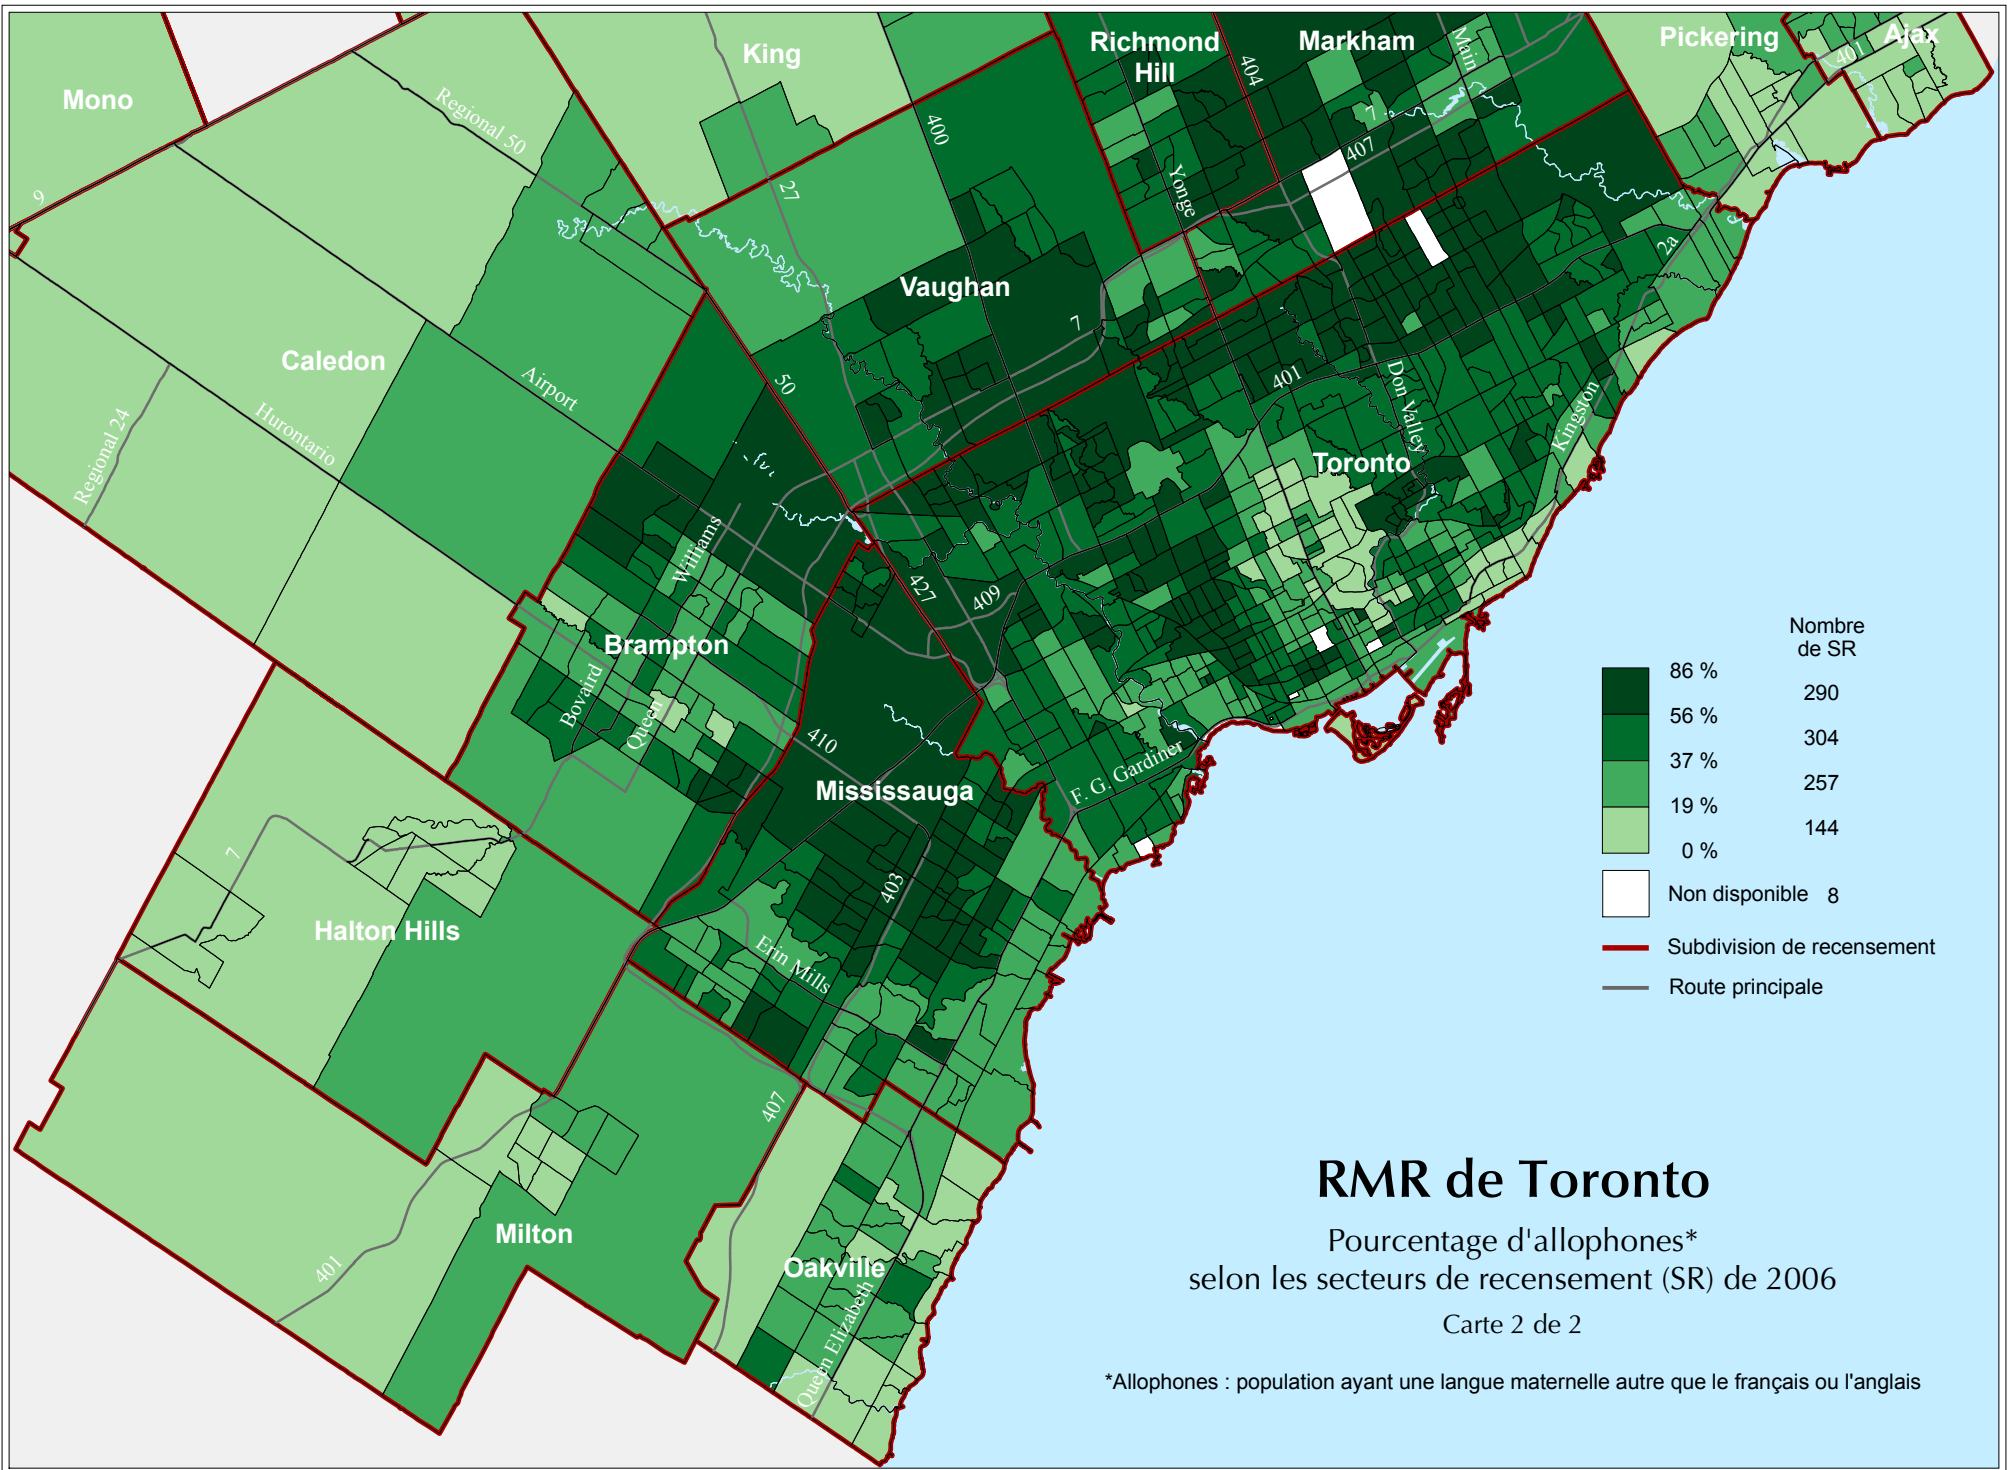 Mono
King
Richmond
Hill
Markham
Main
Pickering
Ajax
401
404
7
407
9
Regional 50
400
27
Yonge
Vaughan
7
2a
Caledon
Airport
Hurontario
Regional 24
50
401
Don Valley
Kingston
Toronto
Williams
427
409
Brampton
Bovaird
Queen
410
Mississauga
F. G. Gardiner
403
7
Halton Hills
Erin Mills
407
Milton
401
Oakville
Queen Elizabeth
Nombre
de SR
86 %
290
56 %
304
37 %
257
19 %
144
0 %
Non disponible 8
Subdivision de recensement
Route principale
RMR de Toronto
Pourcentage d'allophones*
selon les secteurs de recensement (SR) de 2006
Carte 2 de 2
*Allophones : population ayant une langue maternelle autre que le français ou l'anglais